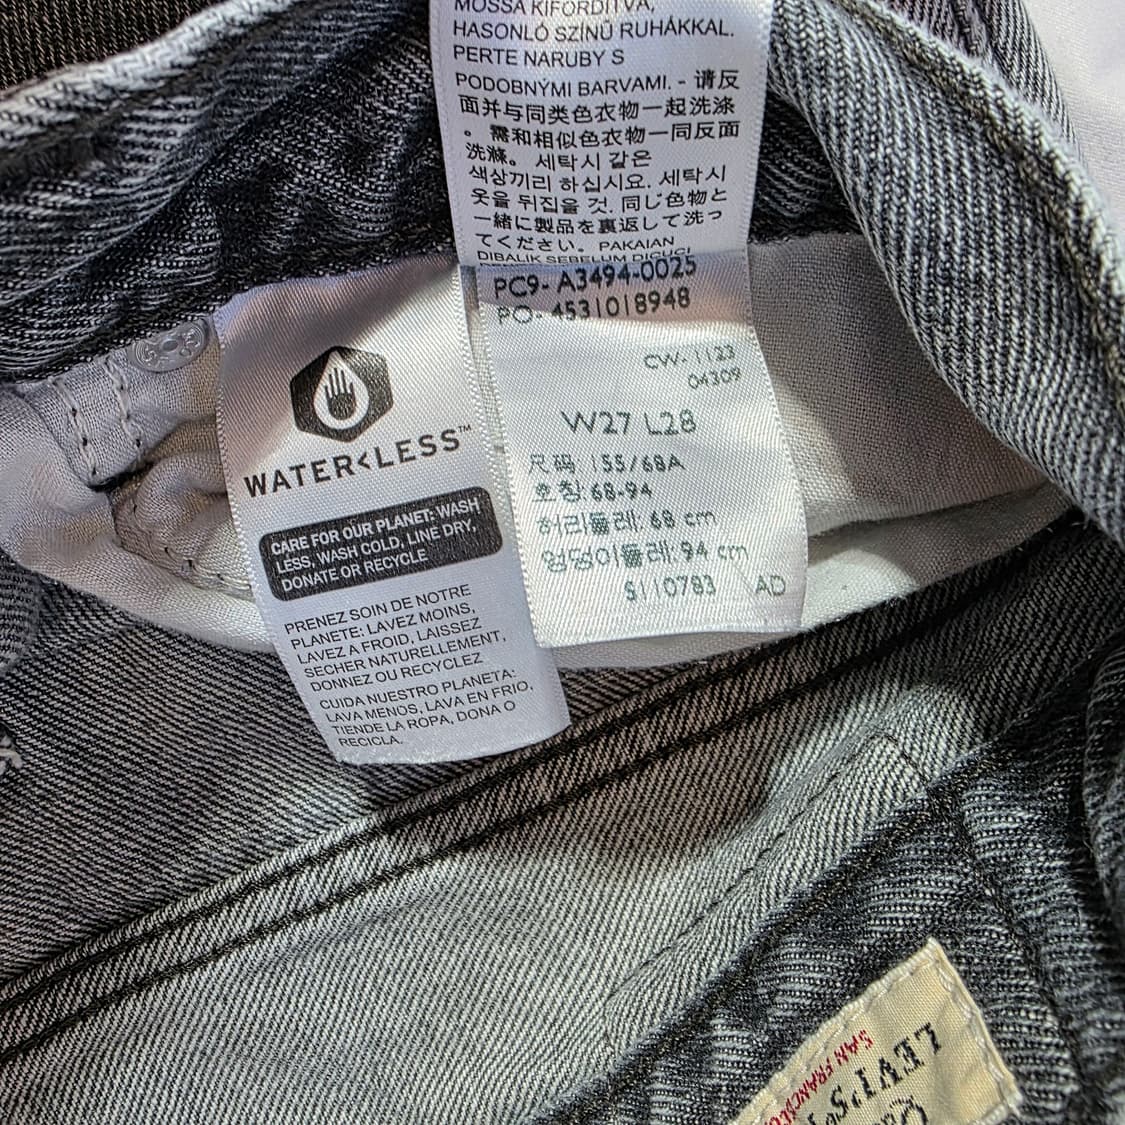 MOSSA KIFORDÍTVA,
HASONLÓ SZÍNŰ RUHÁKKAL.
PERTE NARUBY S
PODOBNÝMI BARVAMI. - 请反
面并与同类色衣物一起洗涤
。需和相似色衣物一同反面
洗滌。세탁시 같은
색상끼리 하십시요. 세탁시
옷을 뒤집을 것. 同じ色物と
一緒に製品を裏返して洗っ
てください。PAKAIAN
DIBALIK SEBELUM DICUCI
PC9- A3494-0025
PO- 4531018948
CW-1123
04309
W27 L28
尺码: 155/68A
호칭:68-94
허리둘레: 68 cm
엉덩이둘레: 94 cm
S110783 AD
WATER<LESS™
CARE FOR OUR PLANET: WASH
LESS, WASH COLD, LINE DRY,
DONATE OR RECYCLE
PRENEZ SOIN DE NOTRE
PLANETE: LAVEZ MOINS,
LAVEZ A FROID, LAISSEZ
SECHER NATURELLEMENT,
DONNEZ OU RECYCLEZ
CUIDA NUESTRO PLANETA:
LAVA MENOS, LAVA EN FRIO,
TIENDE LA ROPA, DONA O
RECICLA.
SAN FRANCISCO
LEVI'S